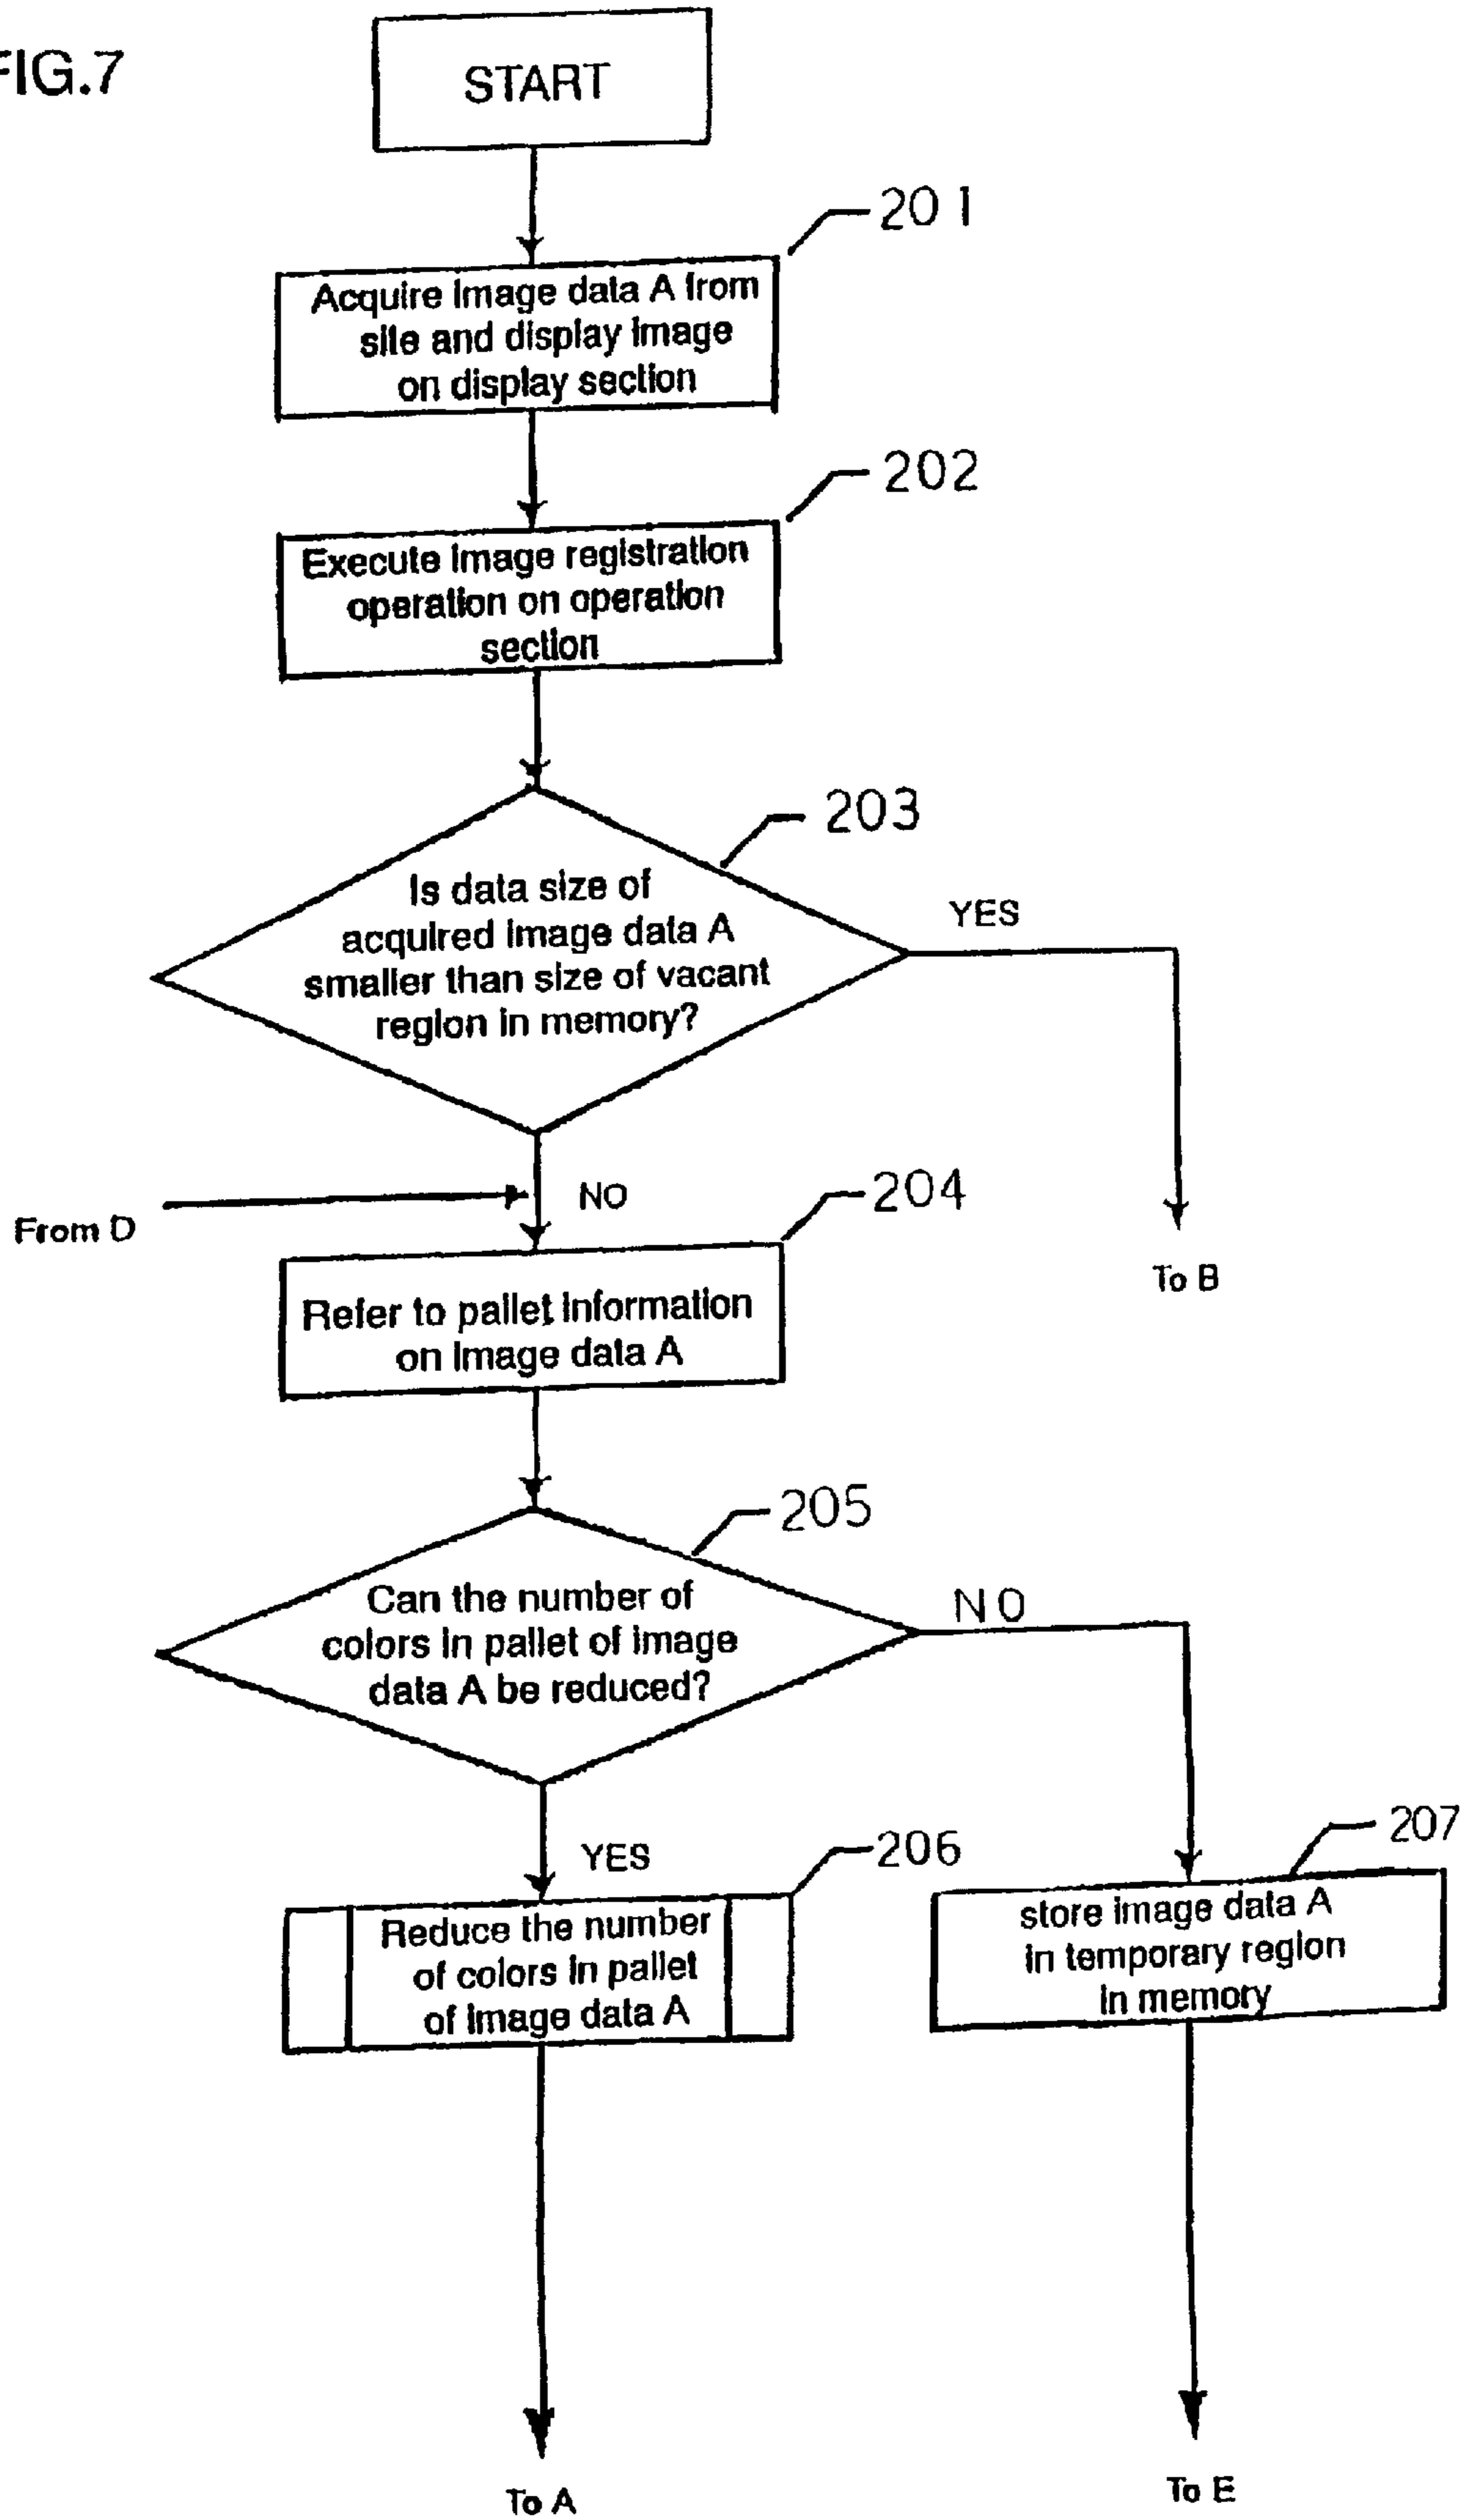 FIG.7
START
201
Acquire image data A from
site and display image
on display section
202
Execute image registration
operation on operation
section
203
Is data size of
acquired image data A
smaller than size of vacant
region in memory?
YES
NO
From D
204
To B
Refer to pallet information
on image data A
205
Can the number of
colors in pallet of image
data A be reduced?
NO
YES
206
207
Reduce the number
of colors in pallet
of image data A
store image data A
in temporary region
in memory
To A
To E